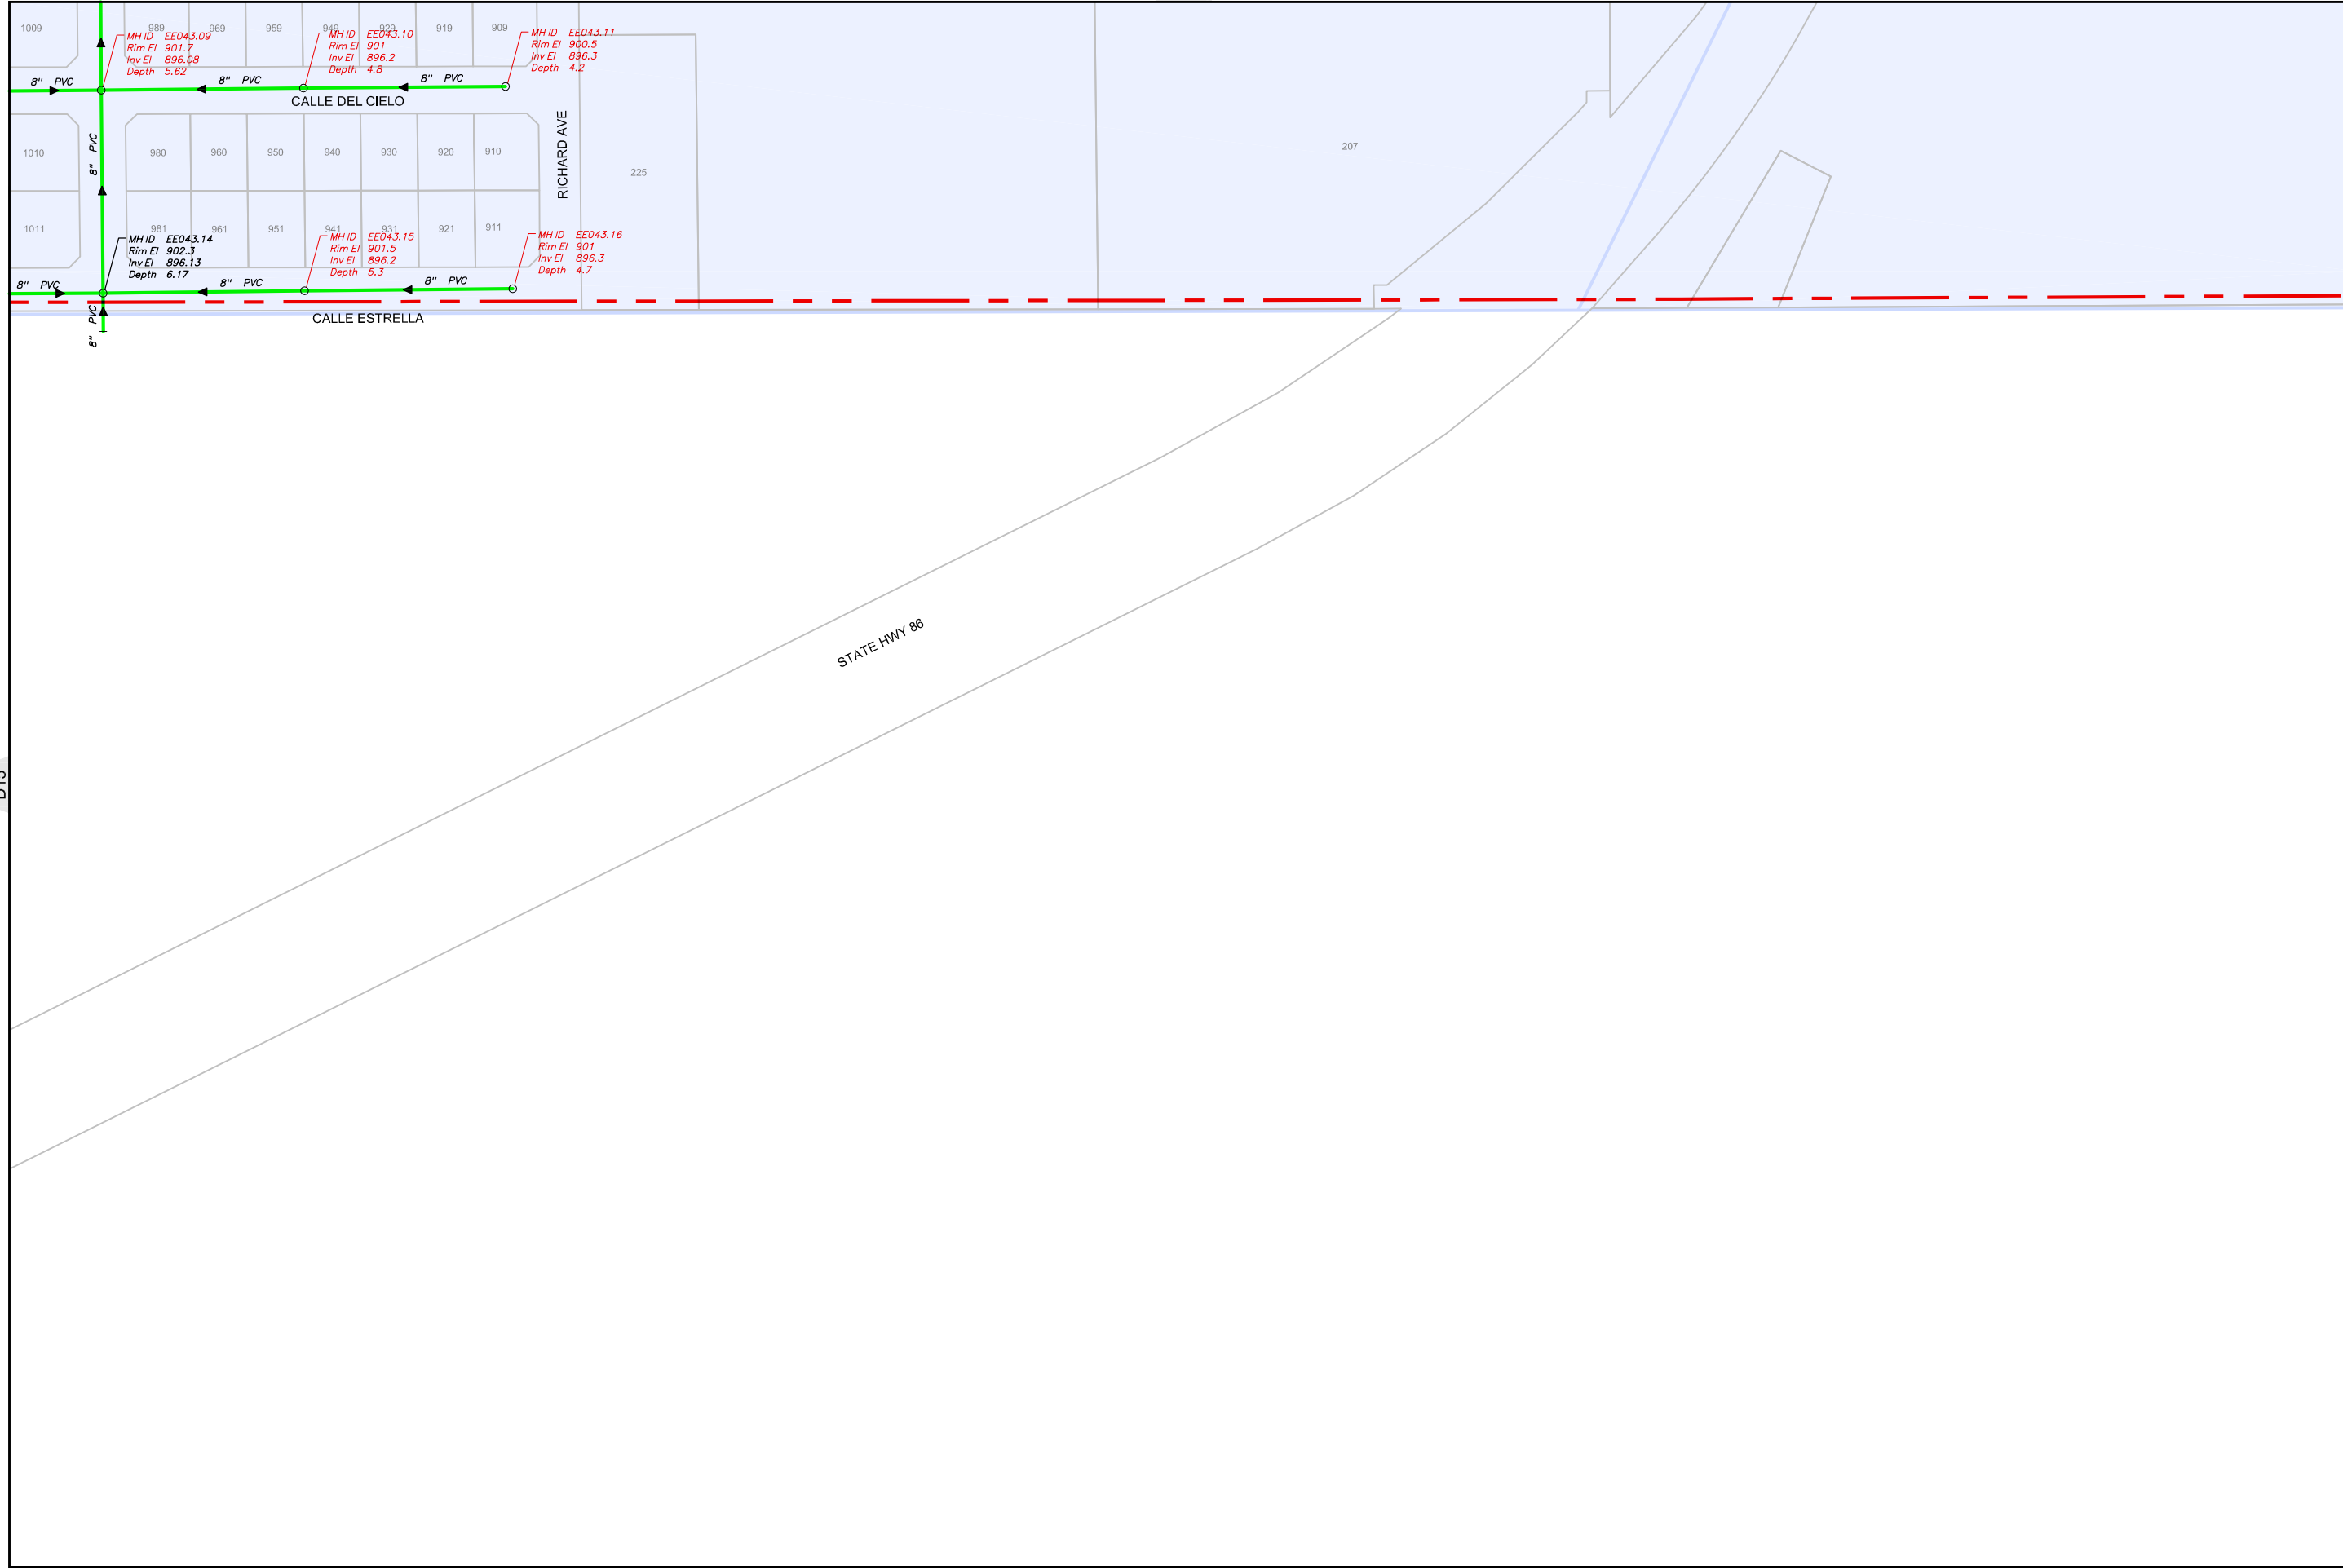 1009
989
969
959
949
929
919
909
MH ID EE043.09
Rim El 901.7
Inv El 896.08
Depth 5.62
MH ID EE043.10
Rim El 901
Inv El 896.2
Depth 4.8
MH ID EE043.11
Rim El 900.5
Inv El 896.3
Depth 4.2
8" PVC
8" PVC
8" PVC
CALLE DEL CIELO
RICHARD AVE
8" PVC
1010
980
960
950
940
930
920
910
225
207
1011
981
961
951
941
931
921
911
MH ID EE043.14
Rim El 902.3
Inv El 896.13
Depth 6.17
MH ID EE043.15
Rim El 901.5
Inv El 896.2
Depth 5.3
MH ID EE043.16
Rim El 901
Inv El 896.3
Depth 4.7
8" PVC
8" PVC
8" PVC
8" PVC
CALLE ESTRELLA
STATE HWY 86